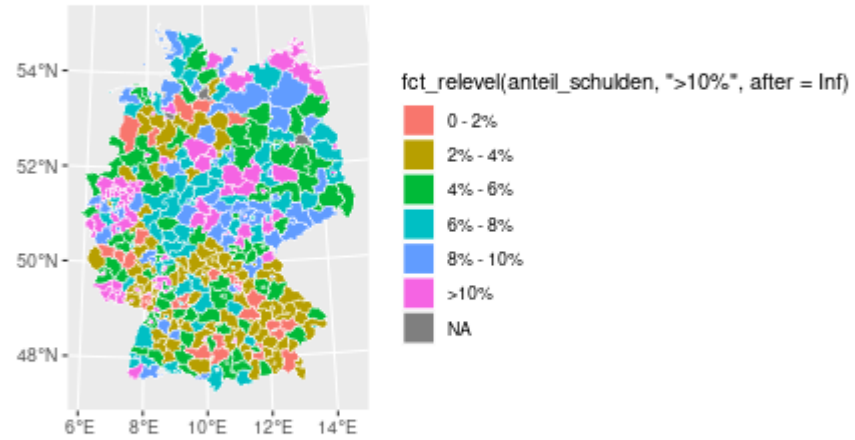 54°N
52°N
50°N
48°N
6°E 8°E 10°E 12°E 14°E
fct_relevel(anteil_schulden, ">10%", after = Inf)
0 - 2%
2% - 4%
4% - 6%
6% - 8%
8% - 10%
>10%
NA